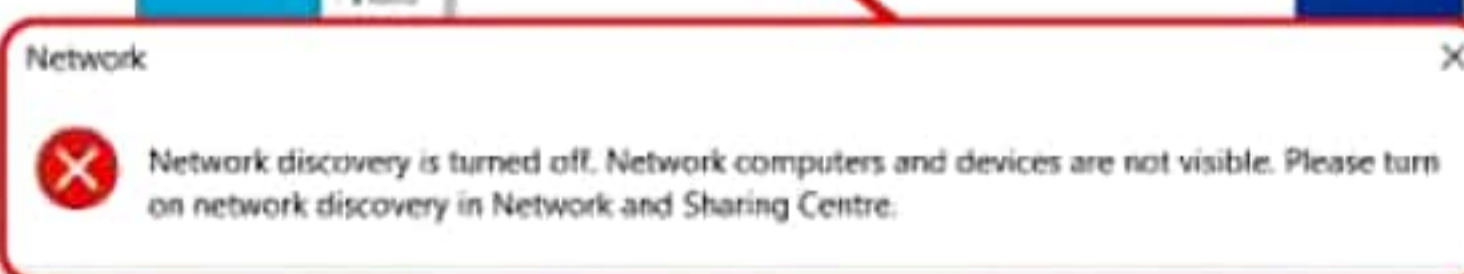 Network
Network discovery is turned off. Network computers and devices are not visible. Please turn
on network discovery in Network and Sharing Centre.